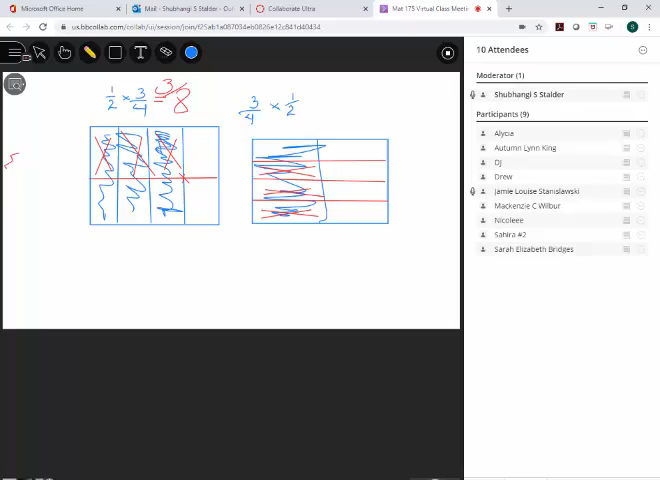 Microsoft Office Home
Mail - Shubhangi S Stalder - Out
Collaborate Ultra
Mat 175 Virtual Class Meeti
us.bbcollab.com/collab/ui/session/join/f25ab1a087034eb0826e12c841d40434
S
T
10 Attendees
Moderator (1)
Shubhangi S Stalder
Participants (9)
Alycia
Autumn Lynn King
DJ
Drew
Jamie Louise Stanislawski
Mackenzie C Wilbur
Nicoleee
Sahira #2
Sarah Elizabeth Bridges
1/2 × 3/4 = 3/8
3/4 × 1/2